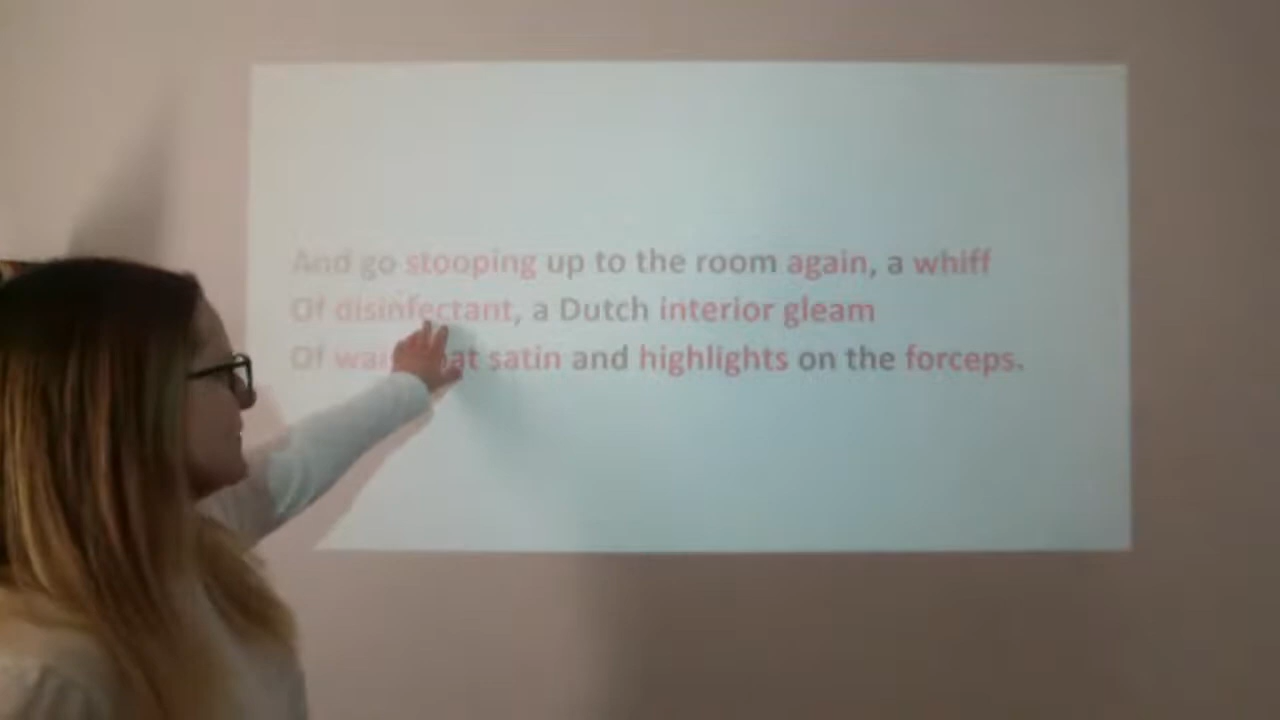 And go stooping up to the room again, a whiff
Of disinfectant, a Dutch interior gleam
Of satin and highlights on the forceps.